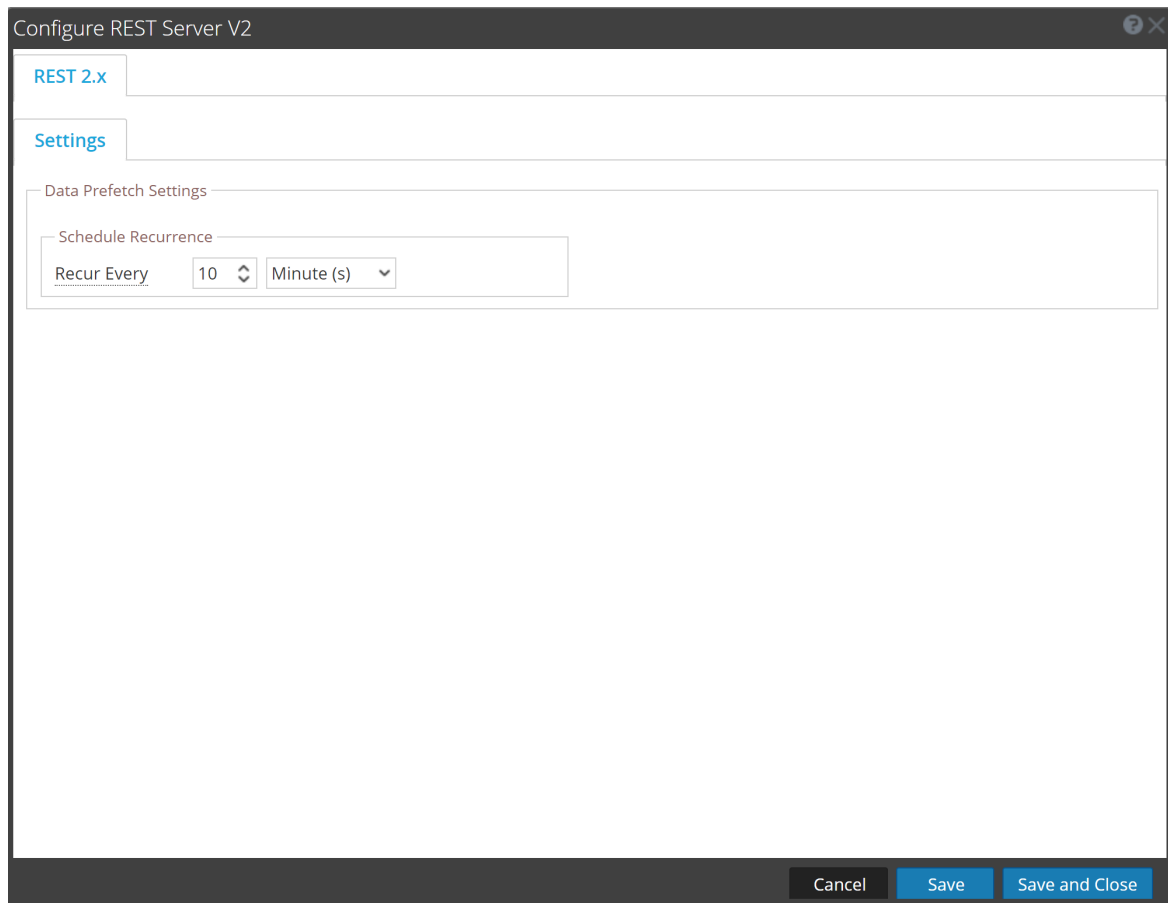 Configure REST Server V2
REST 2.x
Settings
Data Prefetch Settings
Schedule Recurrence
Recur Every 10 Minute (s)
Cancel Save Save and Close